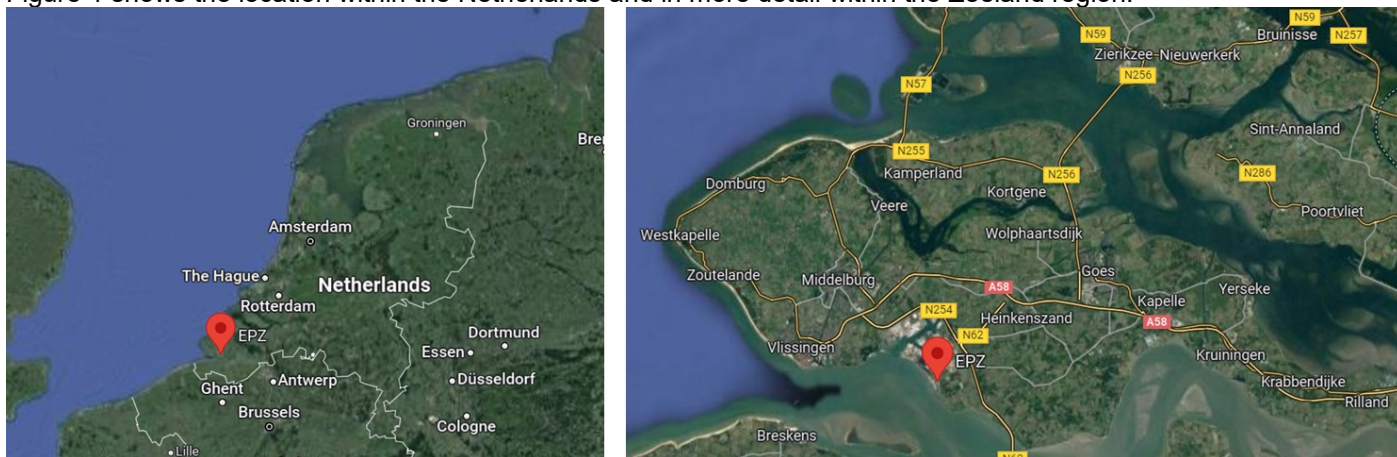 Figure 1 shows the location within the Netherlands and in more detail within the Zeeland region.
Groningen
Bre
Amsterdam
The Hague
Netherlands
Rotterdam
EPZ
Dortmund
Essen
Düsseldorf
Antwerp
Ghent
Brussels
Cologne
Lille
N59
N59
Bruinisse
N257
Zierikzee
Nieuwerkerk
N256
N57
Sint-Annaland
N255
Kamperland
N256
N286
Domburg
Kortgene
Veere
Poortvliet
Westkapelle
Wolphaartsdijk
Zoutelande
Middelburg
Goes
A58
Yerseke
Kapelle
N254
Heinkenszand
A58
N62
Vlissingen
EPZ
Kruiningen
Krabbendijke
Rilland
Breskens
N62